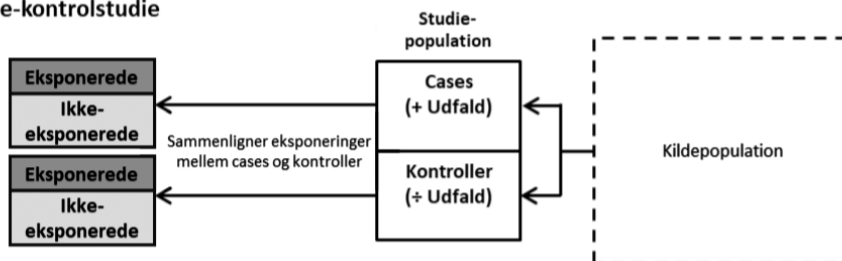 e-kontrolstudie
Studie-
population
Eksponerede
Ikke-
eksponerede
Eksponerede
Ikke-
eksponerede
Sammenligner eksponeringer
mellem cases og kontroller
Cases
(+ Udfald)
Kontroller
(÷ Udfald)
Kildepopulation